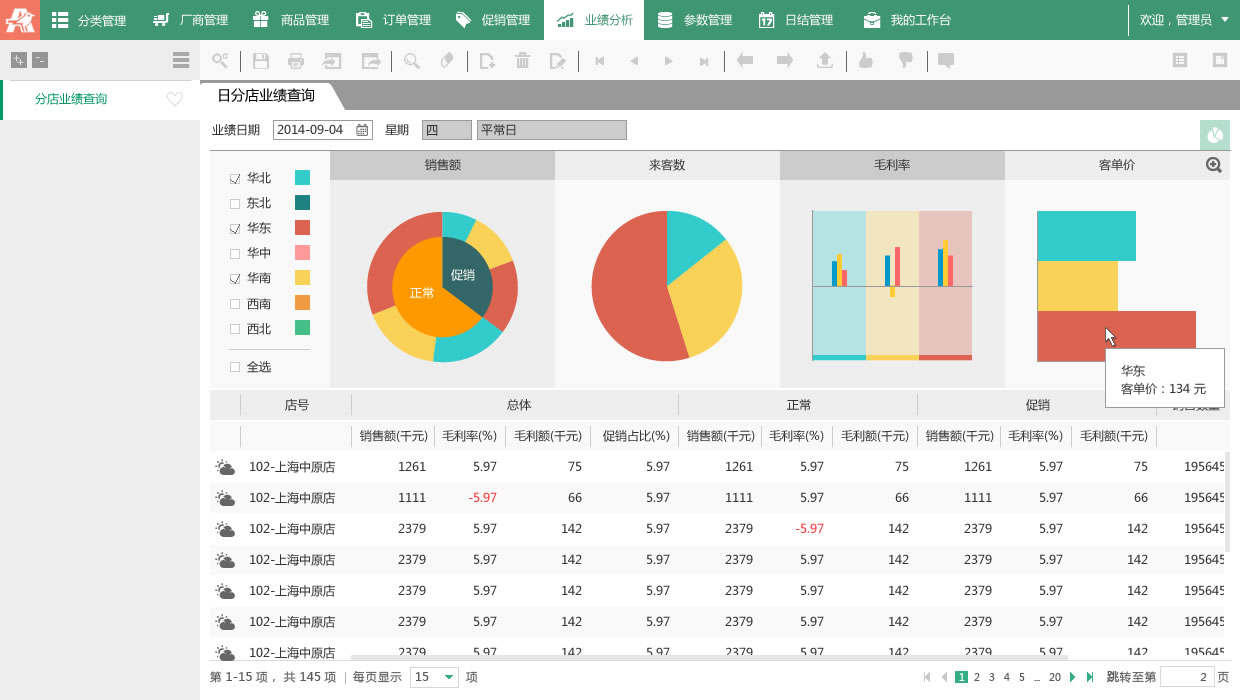 分类管理 厂商管理 商品管理 订单管理 促销管理 业绩分析 参数管理 日结管理 我的工作台 欢迎，管理员
分店业绩查询
日分店业绩查询
业绩日期 2014-09-04 星期 四 平常日
销售额 来客数 毛利率 客单价
华北
东北
华东
华中
华南
西南
西北
全选
促销
正常
华东
客单价：134 元
店号 总体 正常 促销
销售额(千元) 毛利率(%) 毛利额(千元) 促销占比(%) 销售额(千元) 毛利率(%) 毛利额(千元) 销售额(千元) 毛利率(%) 毛利额(千元)
102-上海中原店 1261 5.97 75 5.97 1261 5.97 75 1261 5.97 75 195645
102-上海中原店 1111 -5.97 66 5.97 1111 5.97 66 1111 5.97 66 195645
102-上海中原店 2379 5.97 142 5.97 2379 -5.97 142 2379 5.97 142 195645
102-上海中原店 2379 5.97 142 5.97 2379 5.97 142 2379 5.97 142 195645
102-上海中原店 2379 5.97 142 5.97 2379 5.97 142 2379 5.97 142 195645
102-上海中原店 2379 5.97 142 5.97 2379 5.97 142 2379 5.97 142 195645
102-上海中原店 2379 5.97 142 5.97 2379 5.97 142 2379 5.97 142 195645
第 1-15 项， 共 145 项 | 每页显示 15 项 1 2 3 4 5 ... 20 跳转至第 2 页